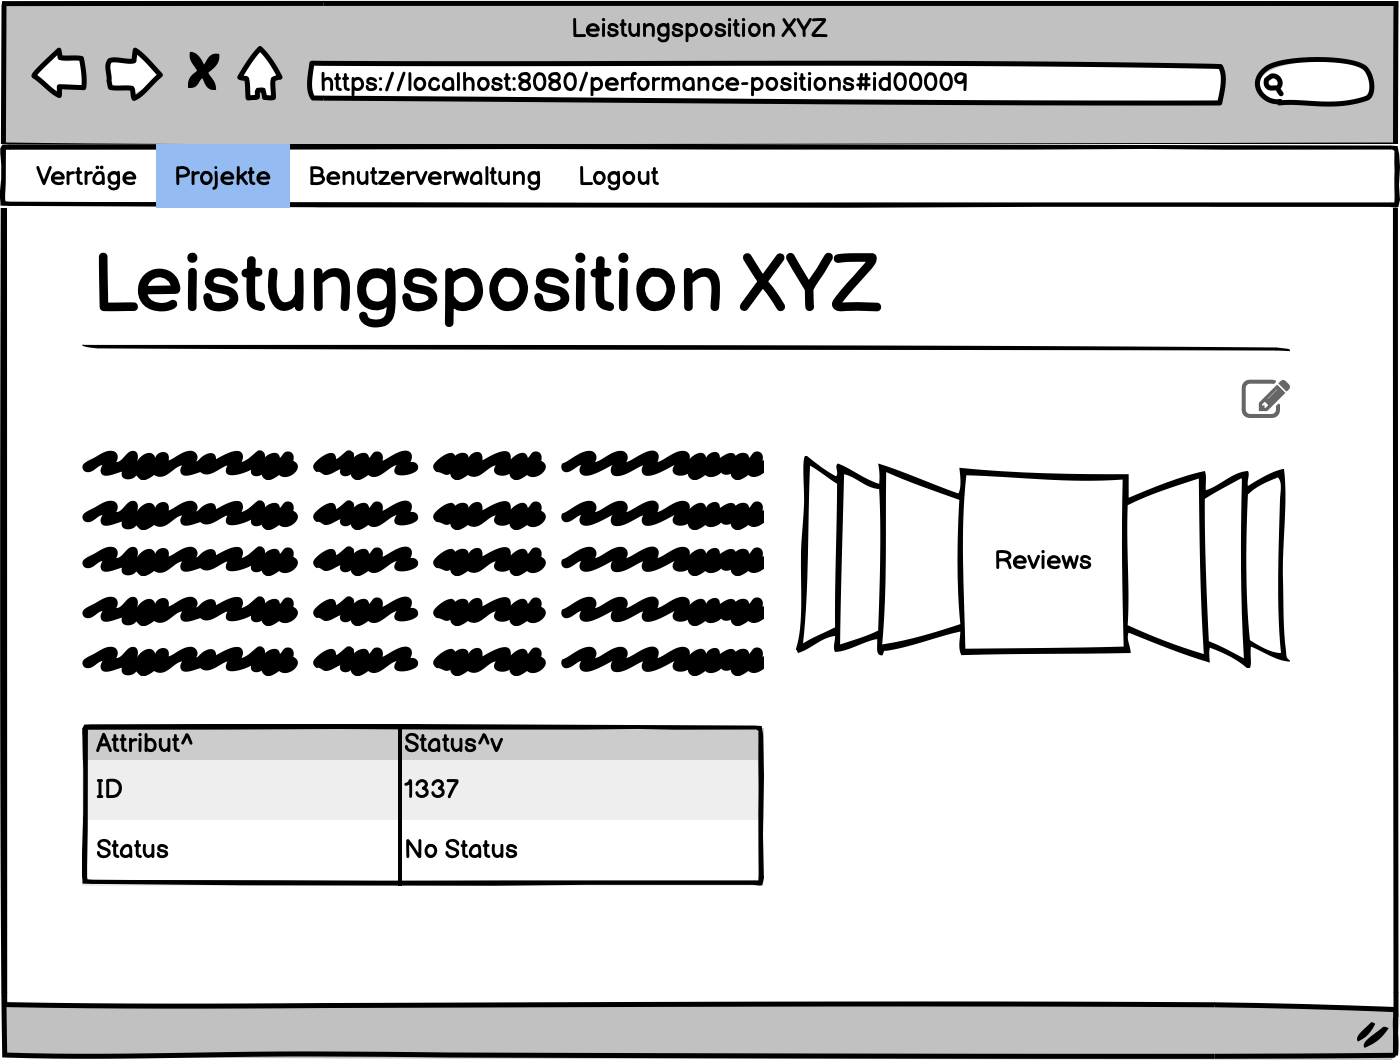 Leistungsposition XYZ
https://localhost:8080/performance-positions#id00009
Verträge Projekte Benutzerverwaltung Logout
Leistungsposition XYZ
Reviews
Attribut^ Status^v
ID 1337
Status No Status